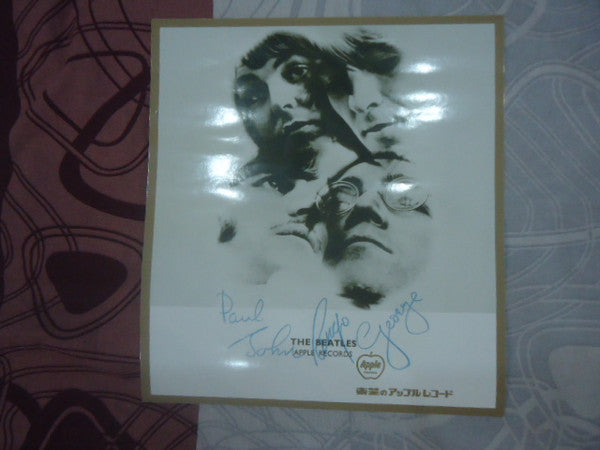 Paul
John Ringo George
THE BEATLES
APPLE RECORDS
Apple
東芝のアップルレコード